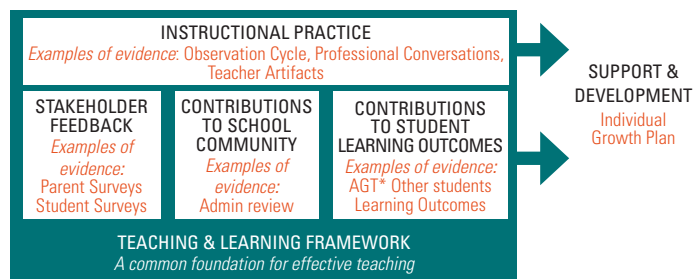 INSTRUCTIONAL PRACTICE
Examples of evidence: Observation Cycle, Professional Conversations,
Teacher Artifacts
STAKEHOLDER
FEEDBACK
Examples of
evidence:
Parent Surveys
Student Surveys
CONTRIBUTIONS
TO SCHOOL
COMMUNITY
Examples of
evidence:
Admin review
CONTRIBUTIONS
TO STUDENT
LEARNING OUTCOMES
Examples of evidence:
AGT* Other students
Learning Outcomes
TEACHING & LEARNING FRAMEWORK
A common foundation for effective teaching
SUPPORT &
DEVELOPMENT
Individual
Growth Plan